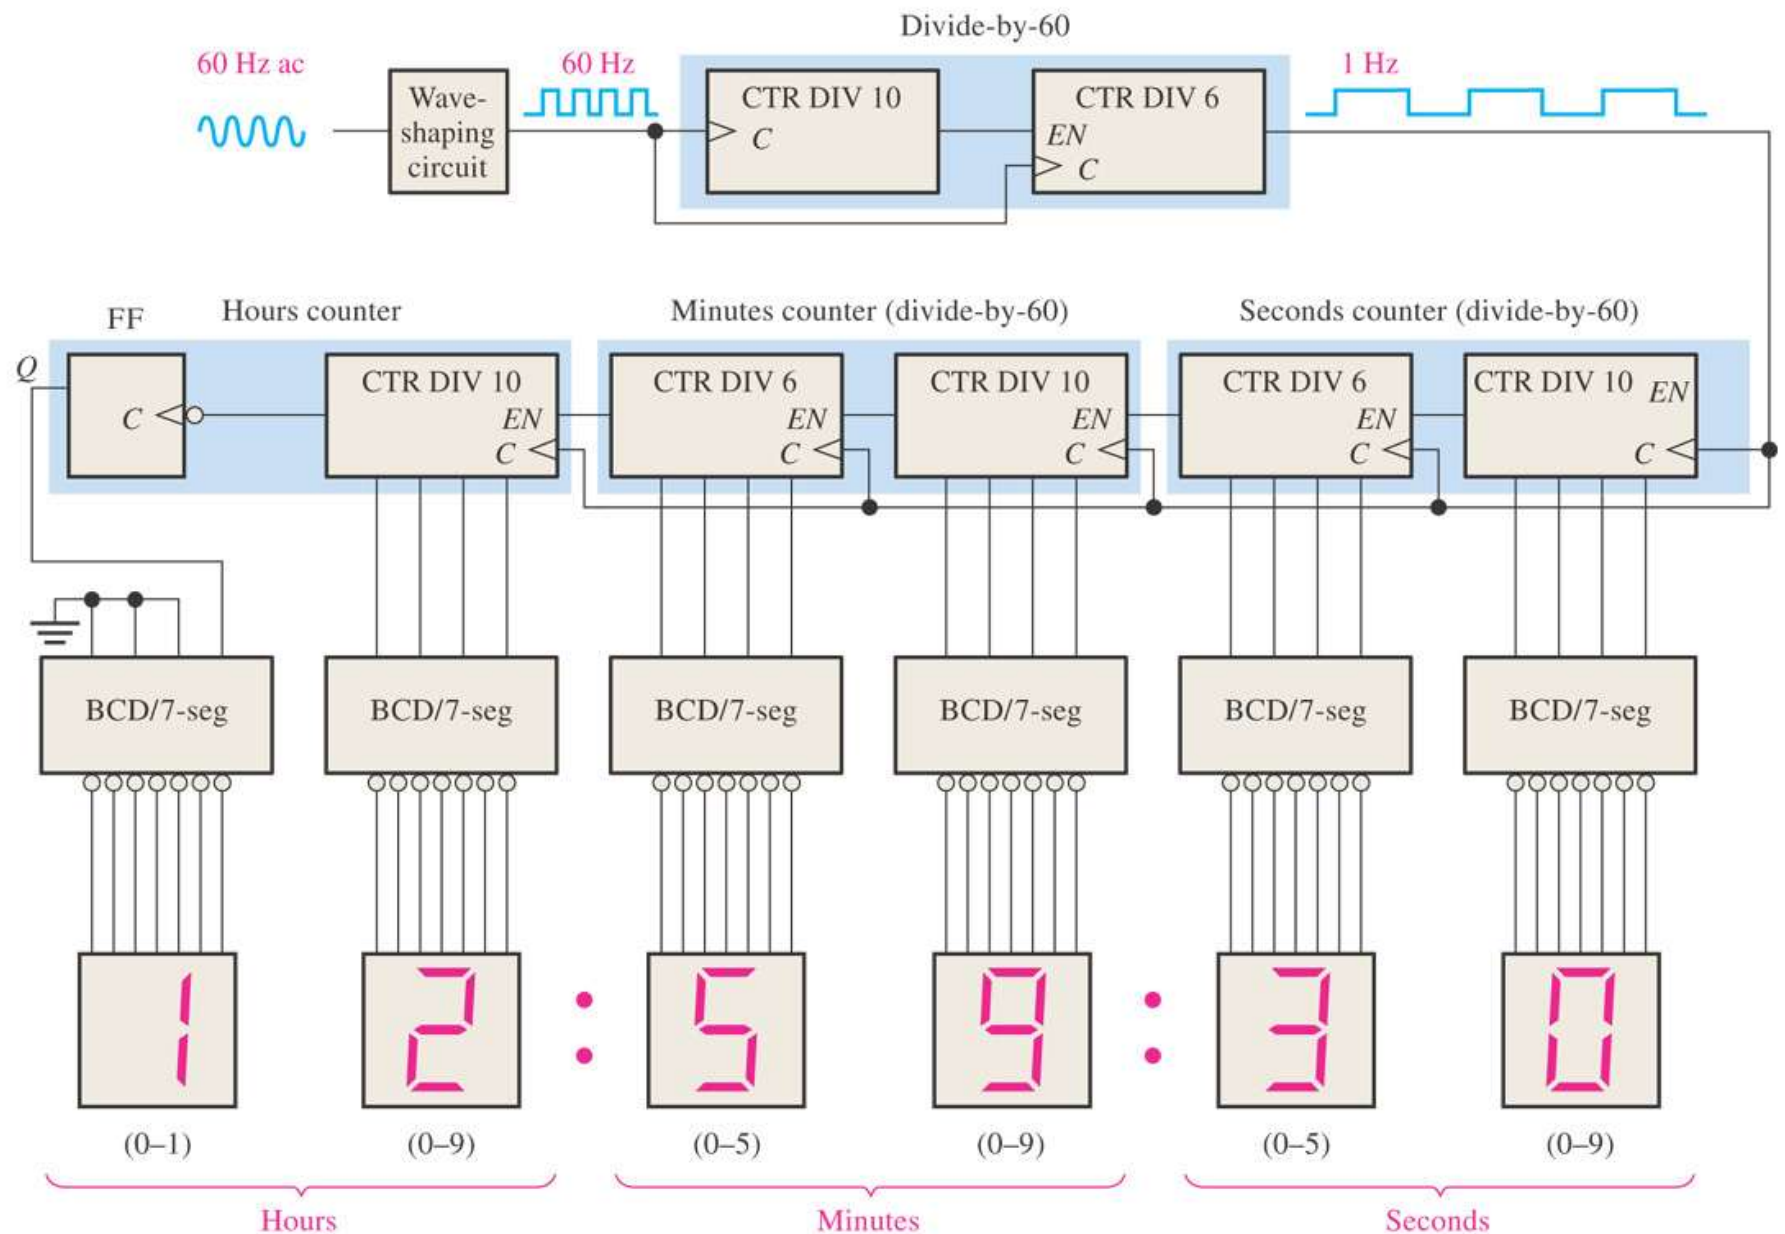 Divide-by-60
60 Hz ac
60 Hz
1 Hz
Wave-
shaping
circuit
CTR DIV 10
C
CTR DIV 6
EN
C
FF
Hours counter
Minutes counter (divide-by-60)
Seconds counter (divide-by-60)
Q
C
CTR DIV 10
EN
C
CTR DIV 6
EN
C
CTR DIV 10
EN
C
CTR DIV 6
EN
C
CTR DIV 10
EN
C
BCD/7-seg
BCD/7-seg
BCD/7-seg
BCD/7-seg
BCD/7-seg
BCD/7-seg
1 2 : 5 9 : 3 0
(0–1)
(0–9)
(0–5)
(0–9)
(0–5)
(0–9)
Hours
Minutes
Seconds